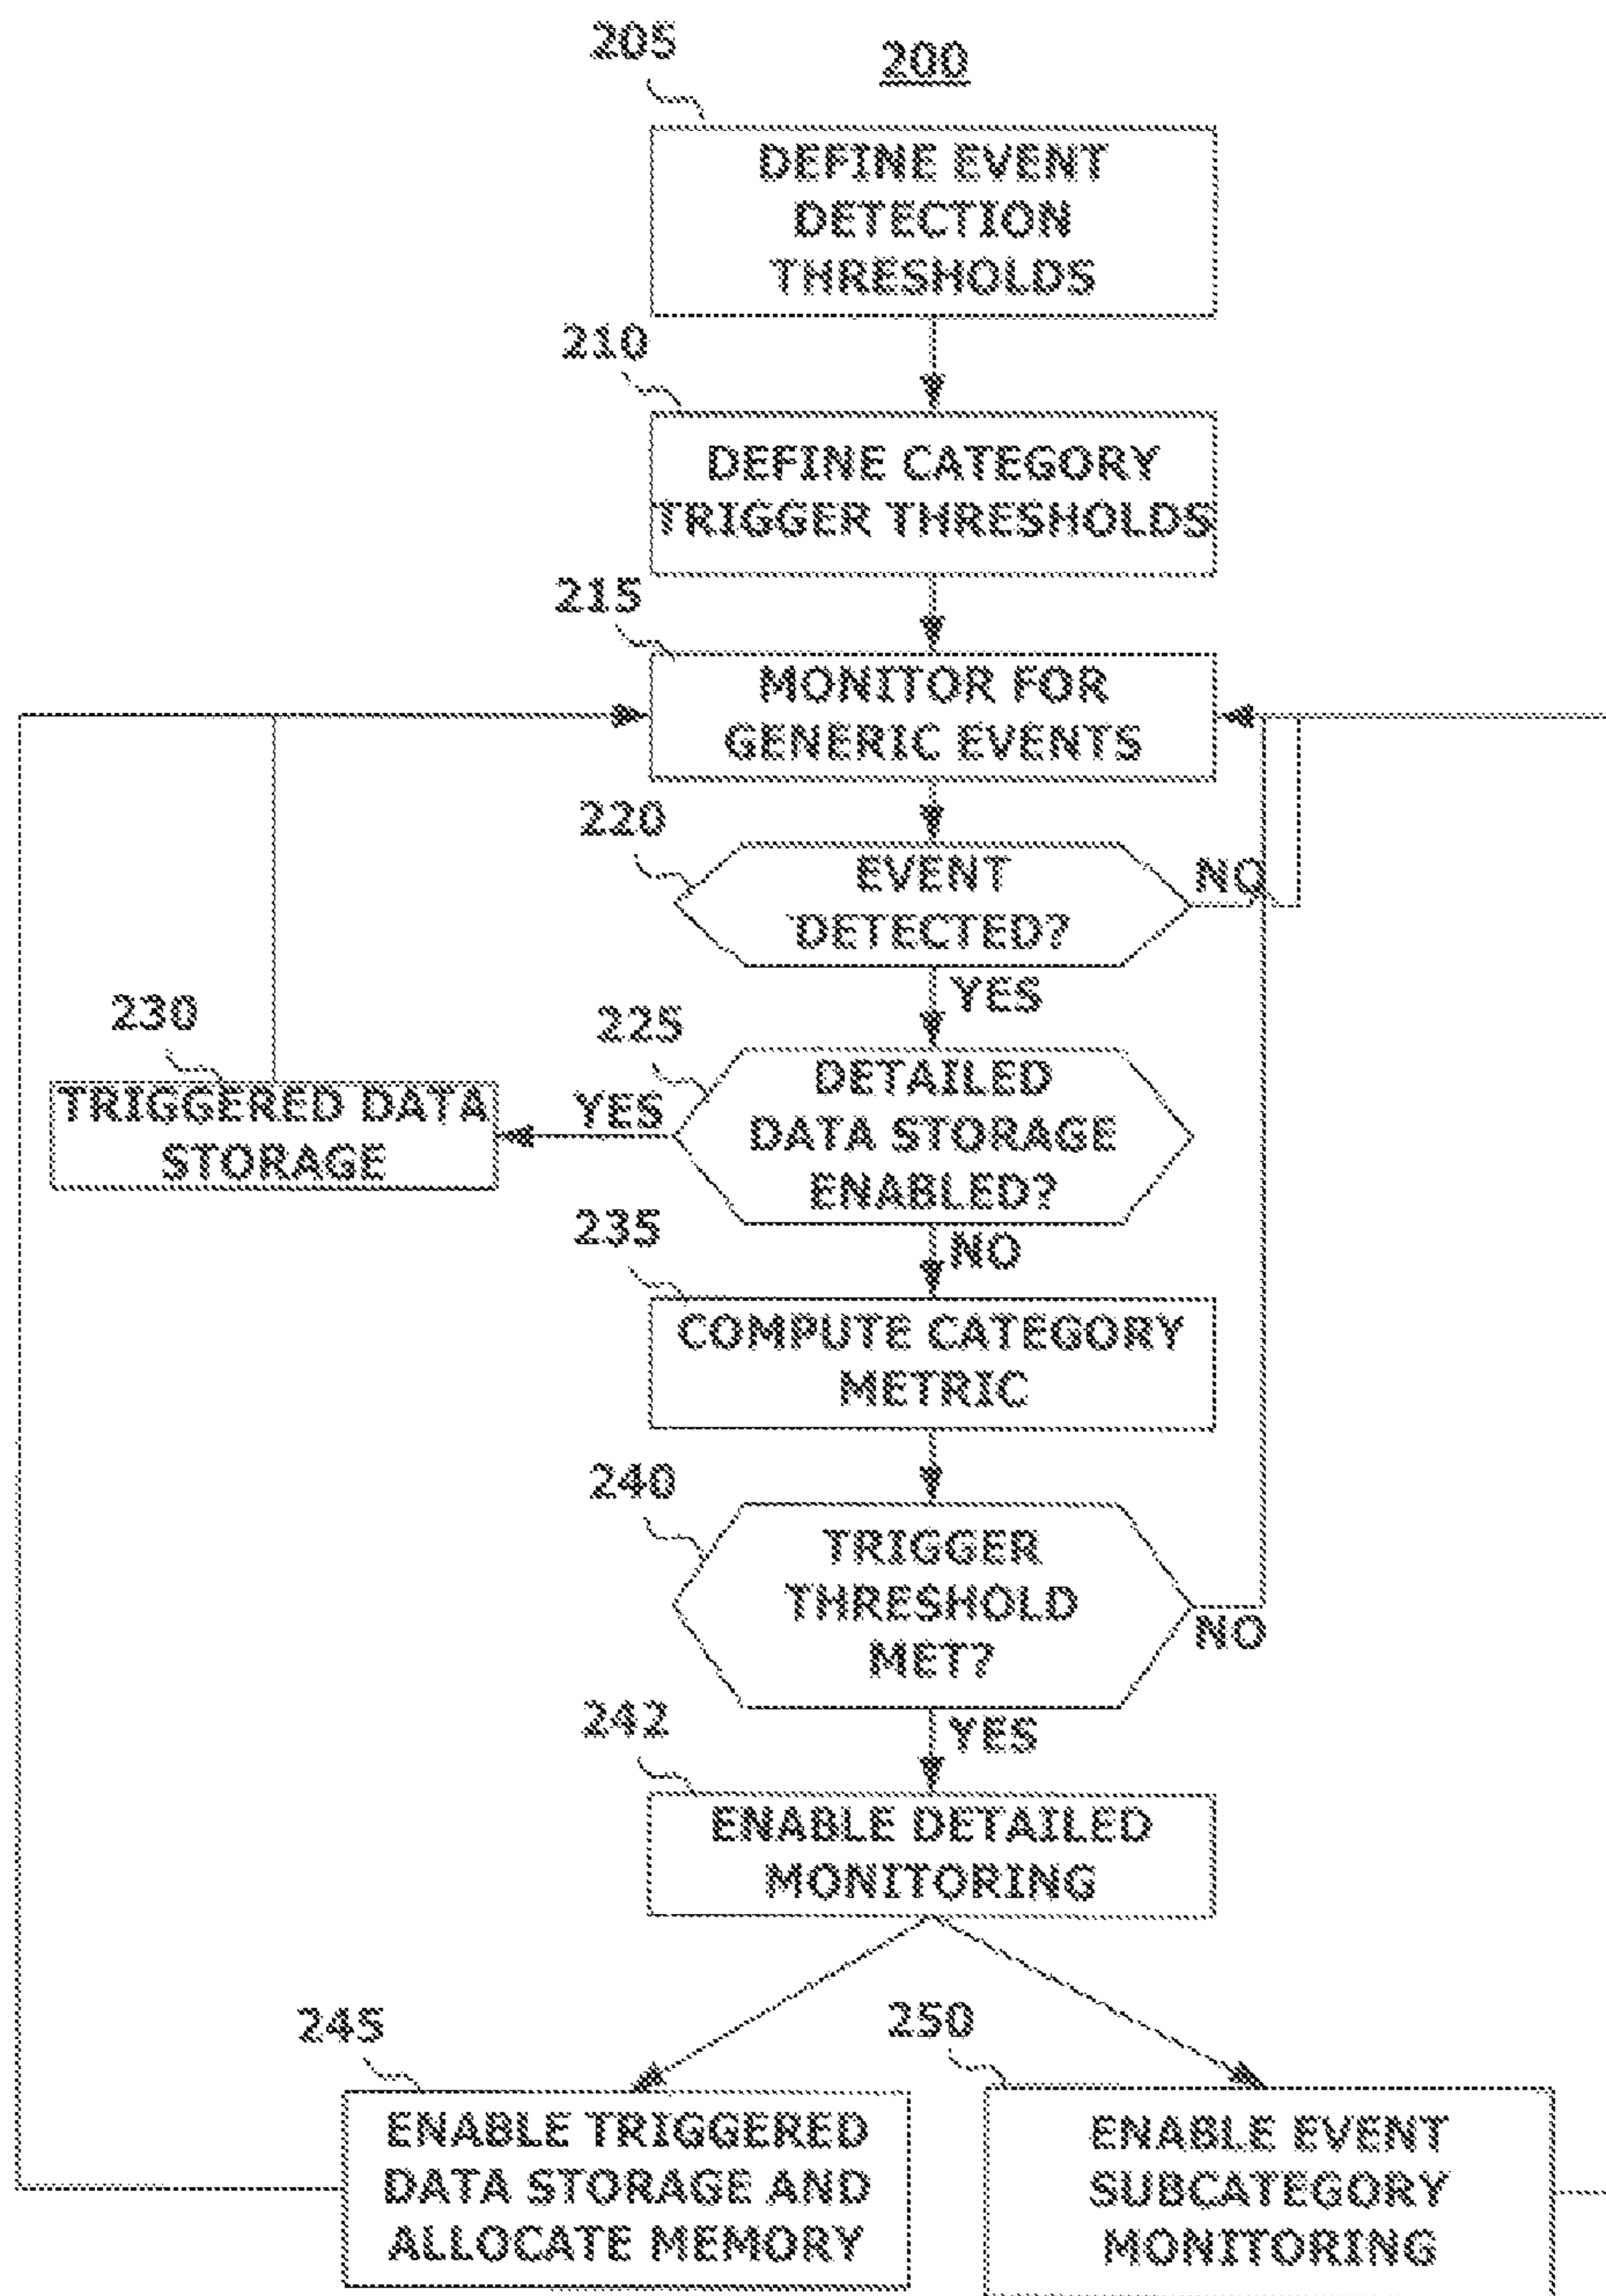 205
200
DEFINE EVENT
DETECTION
THRESHOLDS
210
DEFINE CATEGORY
TRIGGER THRESHOLDS
215
MONITOR FOR
GENERIC EVENTS
220
EVENT
DETECTED?
NO
YES
230
225
TRIGGERED DATA
STORAGE
YES
DETAILED
DATA STORAGE
ENABLED?
235
NO
COMPUTE CATEGORY
METRIC
240
TRIGGER
THRESHOLD
MET?
NO
242
YES
ENABLE DETAILED
MONITORING
245
250
ENABLE TRIGGERED
DATA STORAGE AND
ALLOCATE MEMORY
ENABLE EVENT
SUBCATEGORY
MONITORING